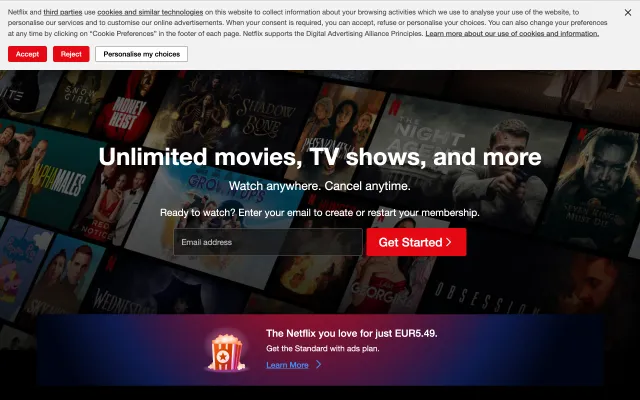 Netflix and third parties use cookies and similar technologies on this website to collect information about your browsing activities which we use to analyse your use of the website, to
personalise our services and to customise our online advertisements. When your consent is required, you can accept, refuse or personalise your choices. You can also change your preferences
at any time by clicking on “Cookie Preferences” in the footer of each page. Netflix supports the Digital Advertising Alliance Principles. Learn more about our use of cookies and information.
Accept
Reject
Personalise my choices
SNOW GIRL
MONEY HEIST
SHADOW AND BONE
THE NIGHT
ALPHA MALES
RED NOTICE
GROWN UPS
Unlimited movies, TV shows, and more
Watch anywhere. Cancel anytime.
Ready to watch? Enter your email to create or restart your membership.
Email address
Get Started
WEDNESDAY
GEORGIA
OBSESSION
The Netflix you love for just EUR5.49.
Get the Standard with ads plan.
Learn More